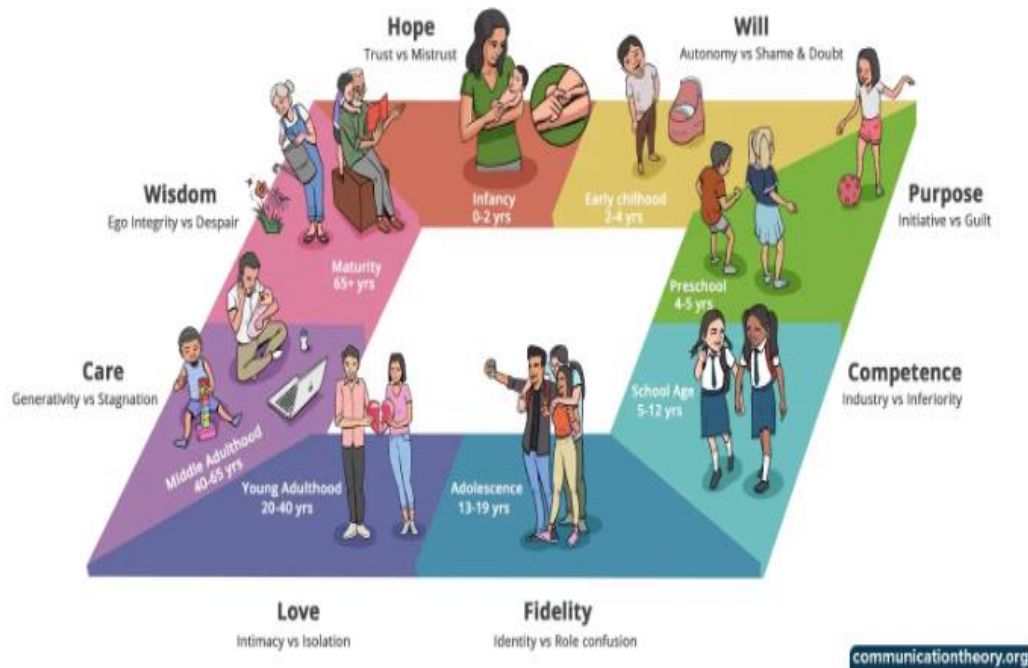 Hope
Trust vs Mistrust
Will
Autonomy vs Shame & Doubt
Infancy
0-2 yrs
Early chilhood
2-4 yrs
Purpose
Initiative vs Guilt
Preschool
4-5 yrs
Competence
Industry vs Inferiority
School Age
5-12 yrs
Fidelity
Identity vs Role confusion
Adolescence
13-19 yrs
Love
Intimacy vs Isolation
Young Adulthood
20-40 yrs
Care
Generativity vs Stagnation
Middle Adulthood
40-65 yrs
Wisdom
Ego Integrity vs Despair
Maturity
65+ yrs
communicationtheory.org